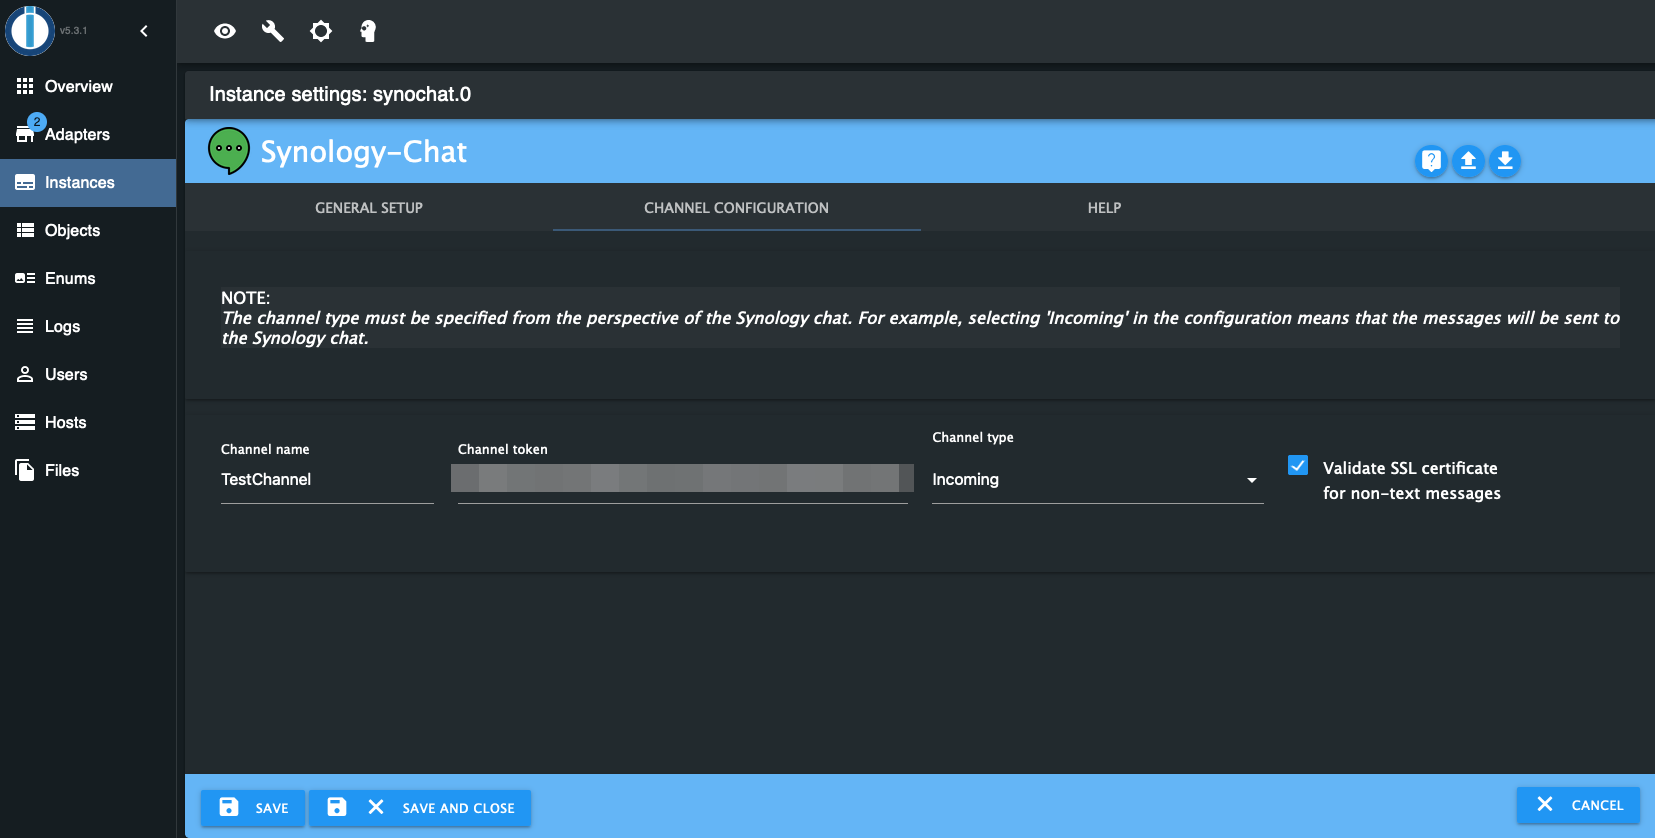 v5.3.1
Overview
2
Adapters
Instances
Objects
Enums
Logs
Users
Hosts
Files
Instance settings: synochat.0
Synology-Chat
?
GENERAL SETUP
CHANNEL CONFIGURATION
HELP
NOTE:
The channel type must be specified from the perspective of the Synology chat. For example, selecting 'Incoming' in the configuration means that the messages will be sent to
the Synology chat.
Channel name
Channel token
Channel type
TestChannel
Incoming
Validate SSL certificate
for non-text messages
SAVE
SAVE AND CLOSE
CANCEL